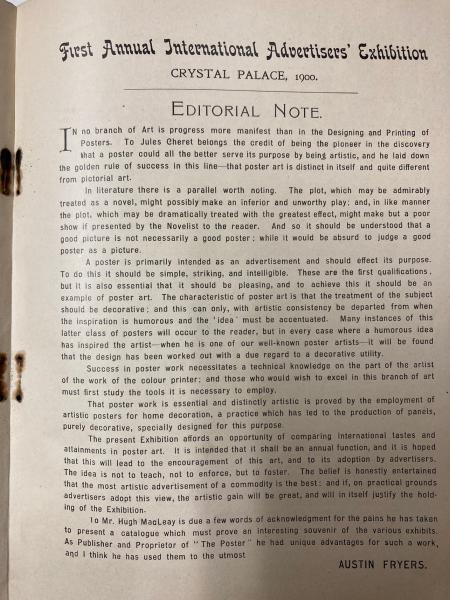 First Annual International Advertisers' Exhibition
CRYSTAL PALACE, 1900.
EDITORIAL NOTE.
IN no branch of Art is progress more manifest than in the Designing and Printing of
Posters. To Jules Cheret belongs the credit of being the pioneer in the discovery
that a poster could all the better serve its purpose by being artistic, and he laid down
the golden rule of success in this line—that poster art is distinct in itself and quite different
from pictorial art.
In literature there is a parallel worth noting. The plot, which may be admirably
treated as a novel, might possibly make an inferior and unworthy play; and, in like manner
the plot, which may be dramatically treated with the greatest effect, might make but a poor
show if presented by the Novelist to the reader. And so it should be understood that a
good picture is not necessarily a good poster; while it would be absurd to judge a good
poster as a picture.
A poster is primarily intended as an advertisement and should effect its purpose.
To do this it should be simple, striking, and intelligible. These are the first qualifications,
but it is also essential that it should be pleasing, and to achieve this it should be an
example of poster art. The characteristic of poster art is that the treatment of the subject
should be decorative; and this can only, with artistic consistency be departed from when
the inspiration is humorous and the 'idea' must be accentuated. Many instances of this
latter class of posters will occur to the reader, but in every case where a humorous idea
has inspired the artist—when he is one of our well-known poster artists—it will be found
that the design has been worked out with a due regard to a decorative utility.
Success in poster work necessitates a technical knowledge on the part of the artist
of the work of the colour printer; and those who would wish to excel in this branch of art
must first study the tools it is necessary to employ.
That poster work is essential and distinctly artistic is proved by the employment of
artistic posters for home decoration, a practice which has led to the production of panels,
purely decorative, specially designed for this purpose.
The present Exhibition affords an opportunity of comparing international tastes and
attainments in poster art. It is intended that it shall be an annual function, and it is hoped
that this will lead to the encouragement of this art, and to its adoption by advertisers.
The idea is not to teach, not to enforce, but to foster. The belief is honestly entertained
that the most artistic advertisement of a commodity is the best: and if, on practical grounds
advertisers adopt this view, the artistic gain will be great, and will in itself justify the hold-
ing of the Exhibition.
To Mr. Hugh MacLeay is due a few words of acknowledgment for the pains he has taken
to present a catalogue which must prove an interesting souvenir of the various exhibits.
As Publisher and Proprietor of "The Poster" he had unique advantages for such a work,
and I think he has used them to the utmost
AUSTIN FRYERS.